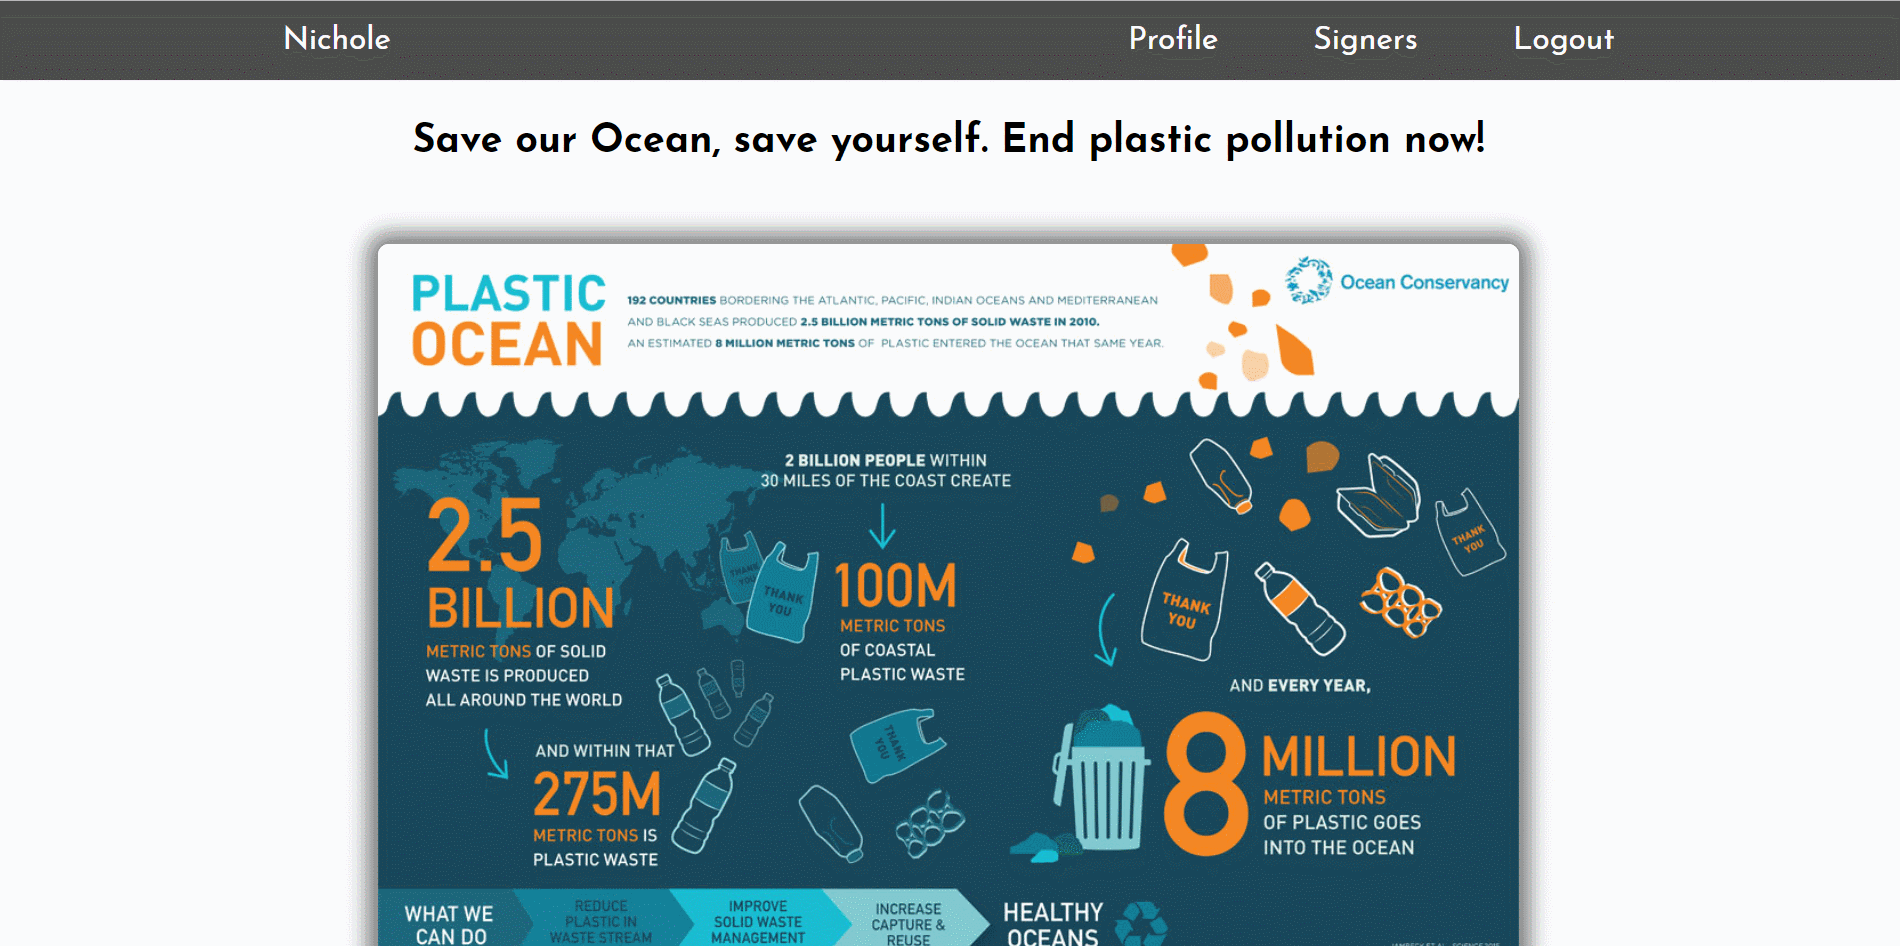 Nichole
Profile
Signers
Logout
Save our Ocean, save yourself. End plastic pollution now!
PLASTIC
OCEAN
192 COUNTRIES BORDERING THE ATLANTIC, PACIFIC, INDIAN OCEANS AND MEDITERRANEAN
AND BLACK SEAS PRODUCED 2.5 BILLION METRIC TONS OF SOLID WASTE IN 2010.
AN ESTIMATED 8 MILLION METRIC TONS OF PLASTIC ENTERED THE OCEAN THAT SAME YEAR.
Ocean Conservancy
2.5
BILLION
METRIC TONS OF SOLID
WASTE IS PRODUCED
ALL AROUND THE WORLD
AND WITHIN THAT
275M
METRIC TONS IS
PLASTIC WASTE
2 BILLION PEOPLE WITHIN
30 MILES OF THE COAST CREATE
THANK
YOU
THANK
YOU
100M
METRIC TONS
OF COASTAL
PLASTIC WASTE
THANK
YOU
THANK
YOU
THANK
YOU
AND EVERY YEAR,
8 MILLION
METRIC TONS
OF PLASTIC GOES
INTO THE OCEAN
WHAT WE
CAN DO
REDUCE
PLASTIC IN
WASTE STREAM
IMPROVE
SOLID WASTE
MANAGEMENT
INCREASE
CAPTURE &
REUSE
HEALTHY
OCEANS